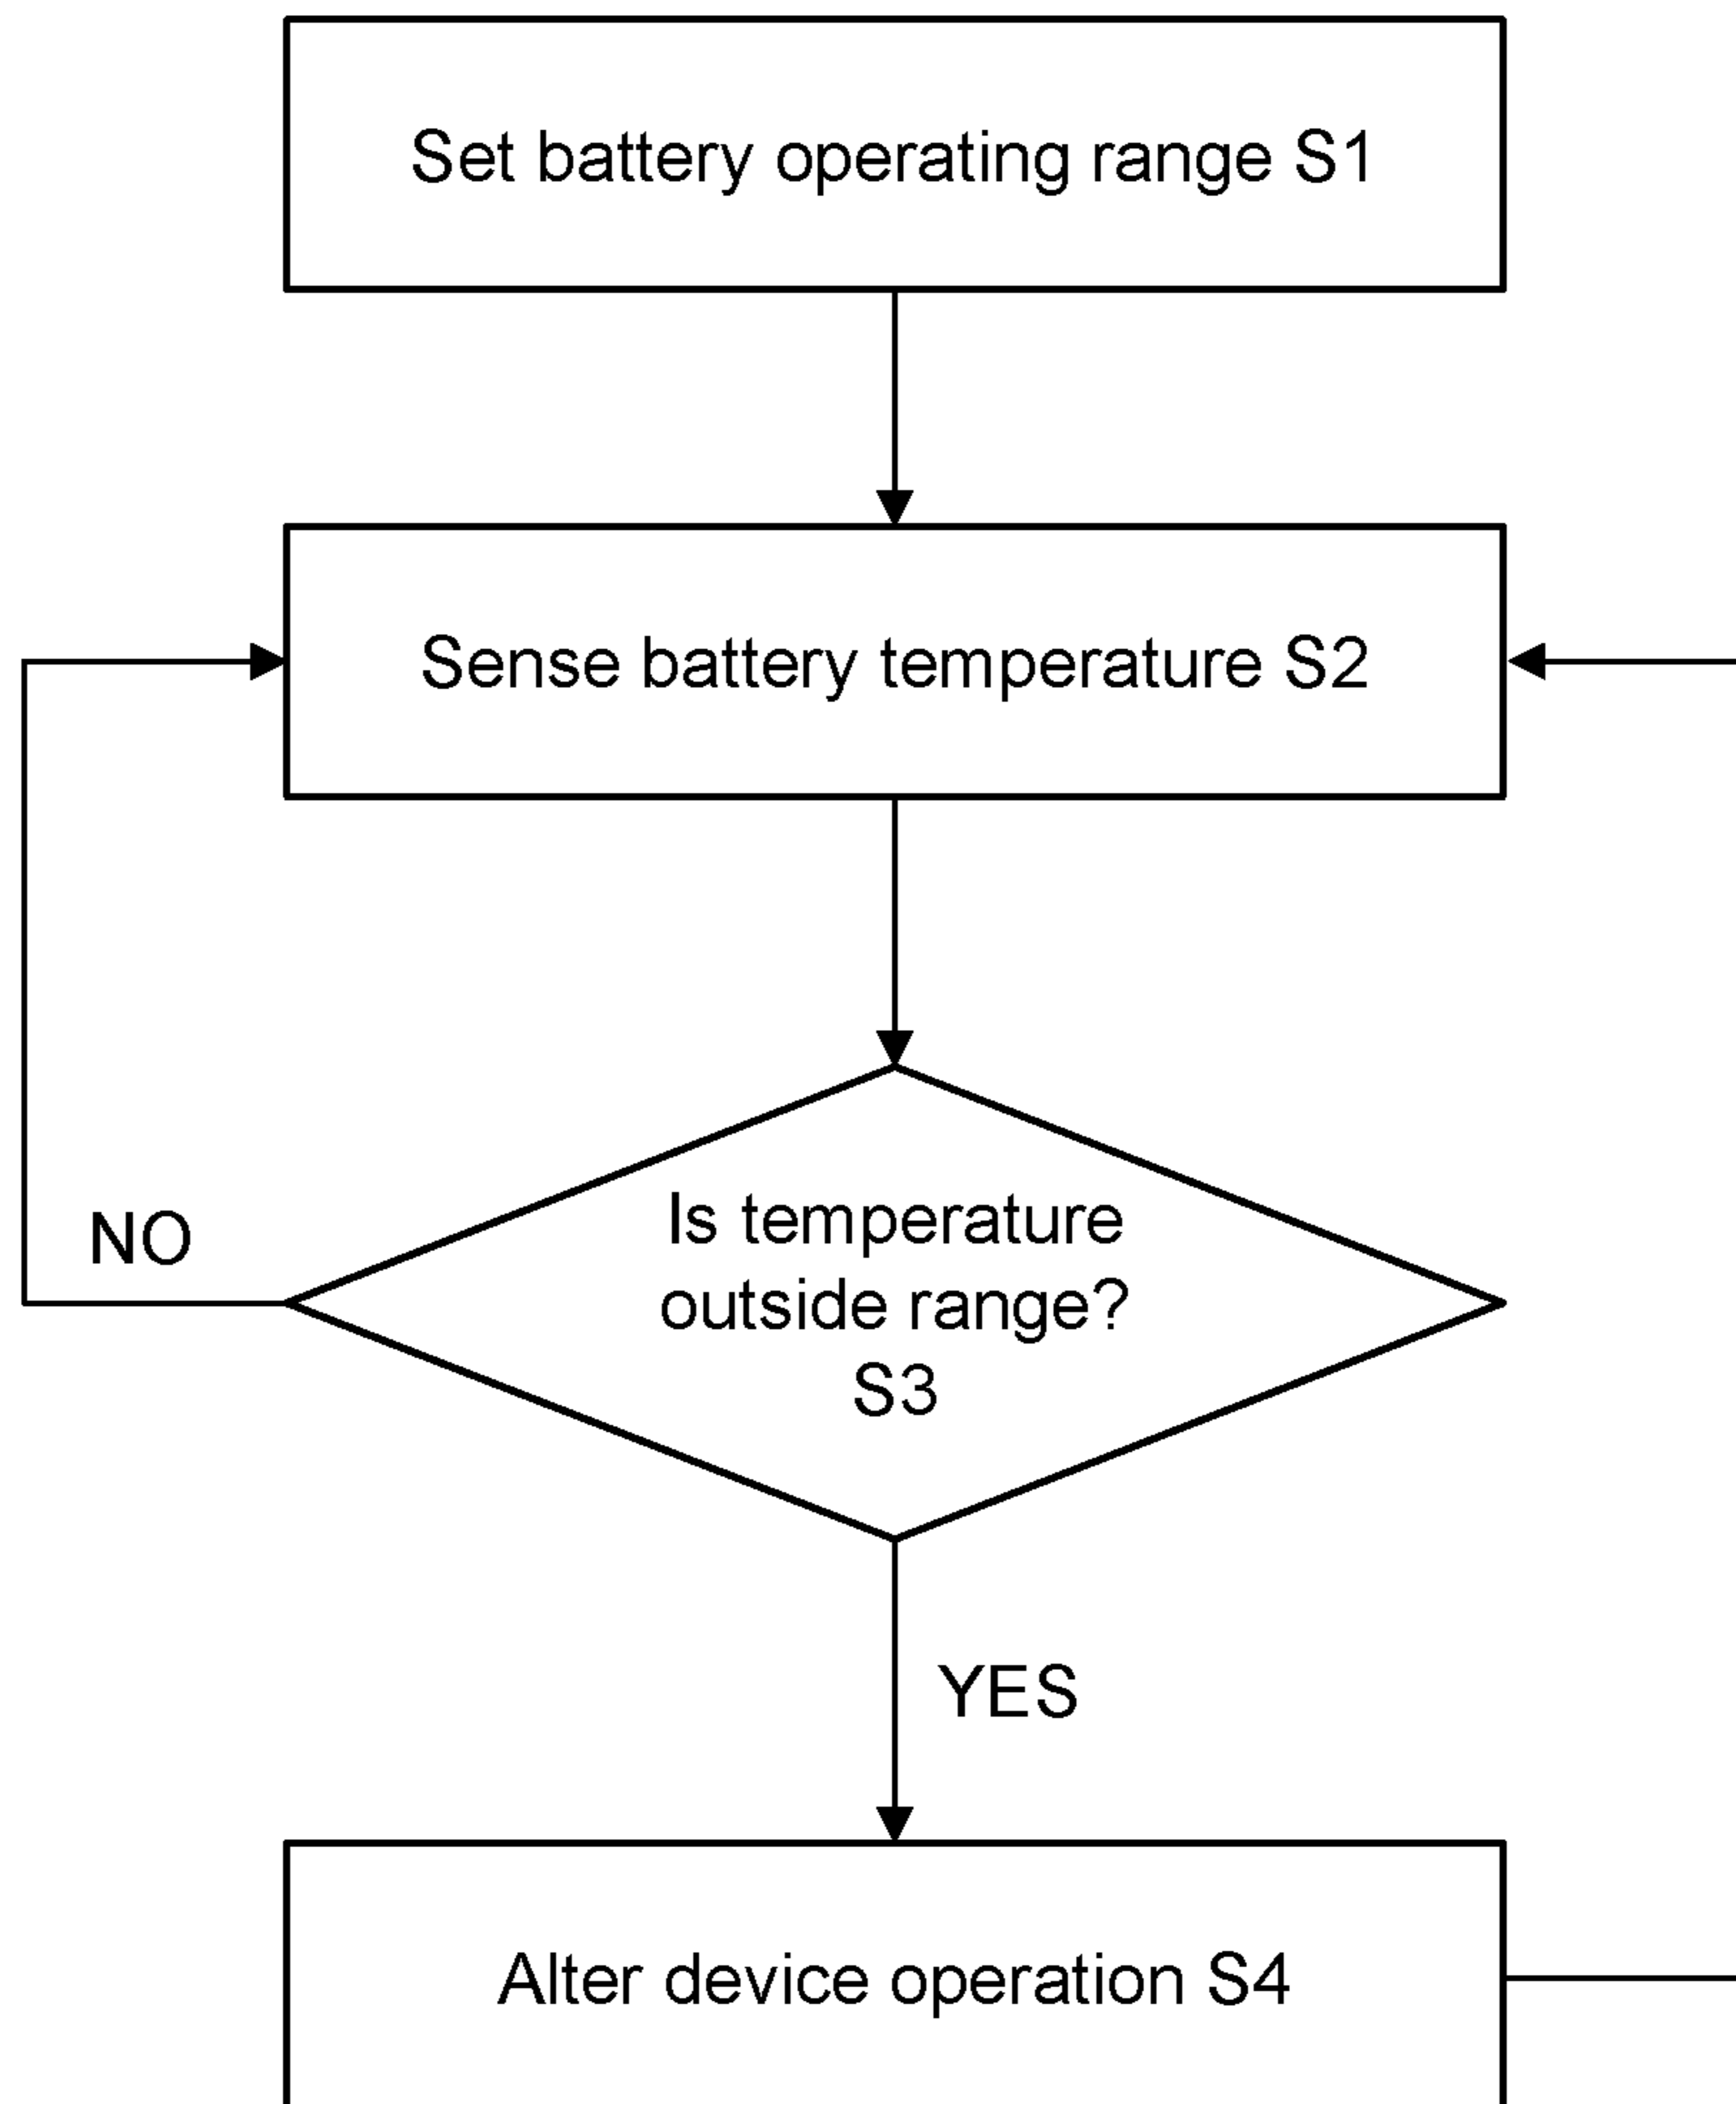 Set battery operating range S1
Sense battery temperature S2
Is temperature
outside range?
S3
NO
YES
Alter device operation S4